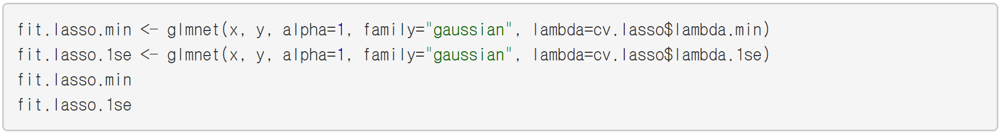 fit.lasso.min <- glmnet(x, y, alpha=1, family="gaussian", lambda=cv.lasso$lambda.min)
fit.lasso.1se <- glmnet(x, y, alpha=1, family="gaussian", lambda=cv.lasso$lambda.1se)
fit.lasso.min
fit.lasso.1se